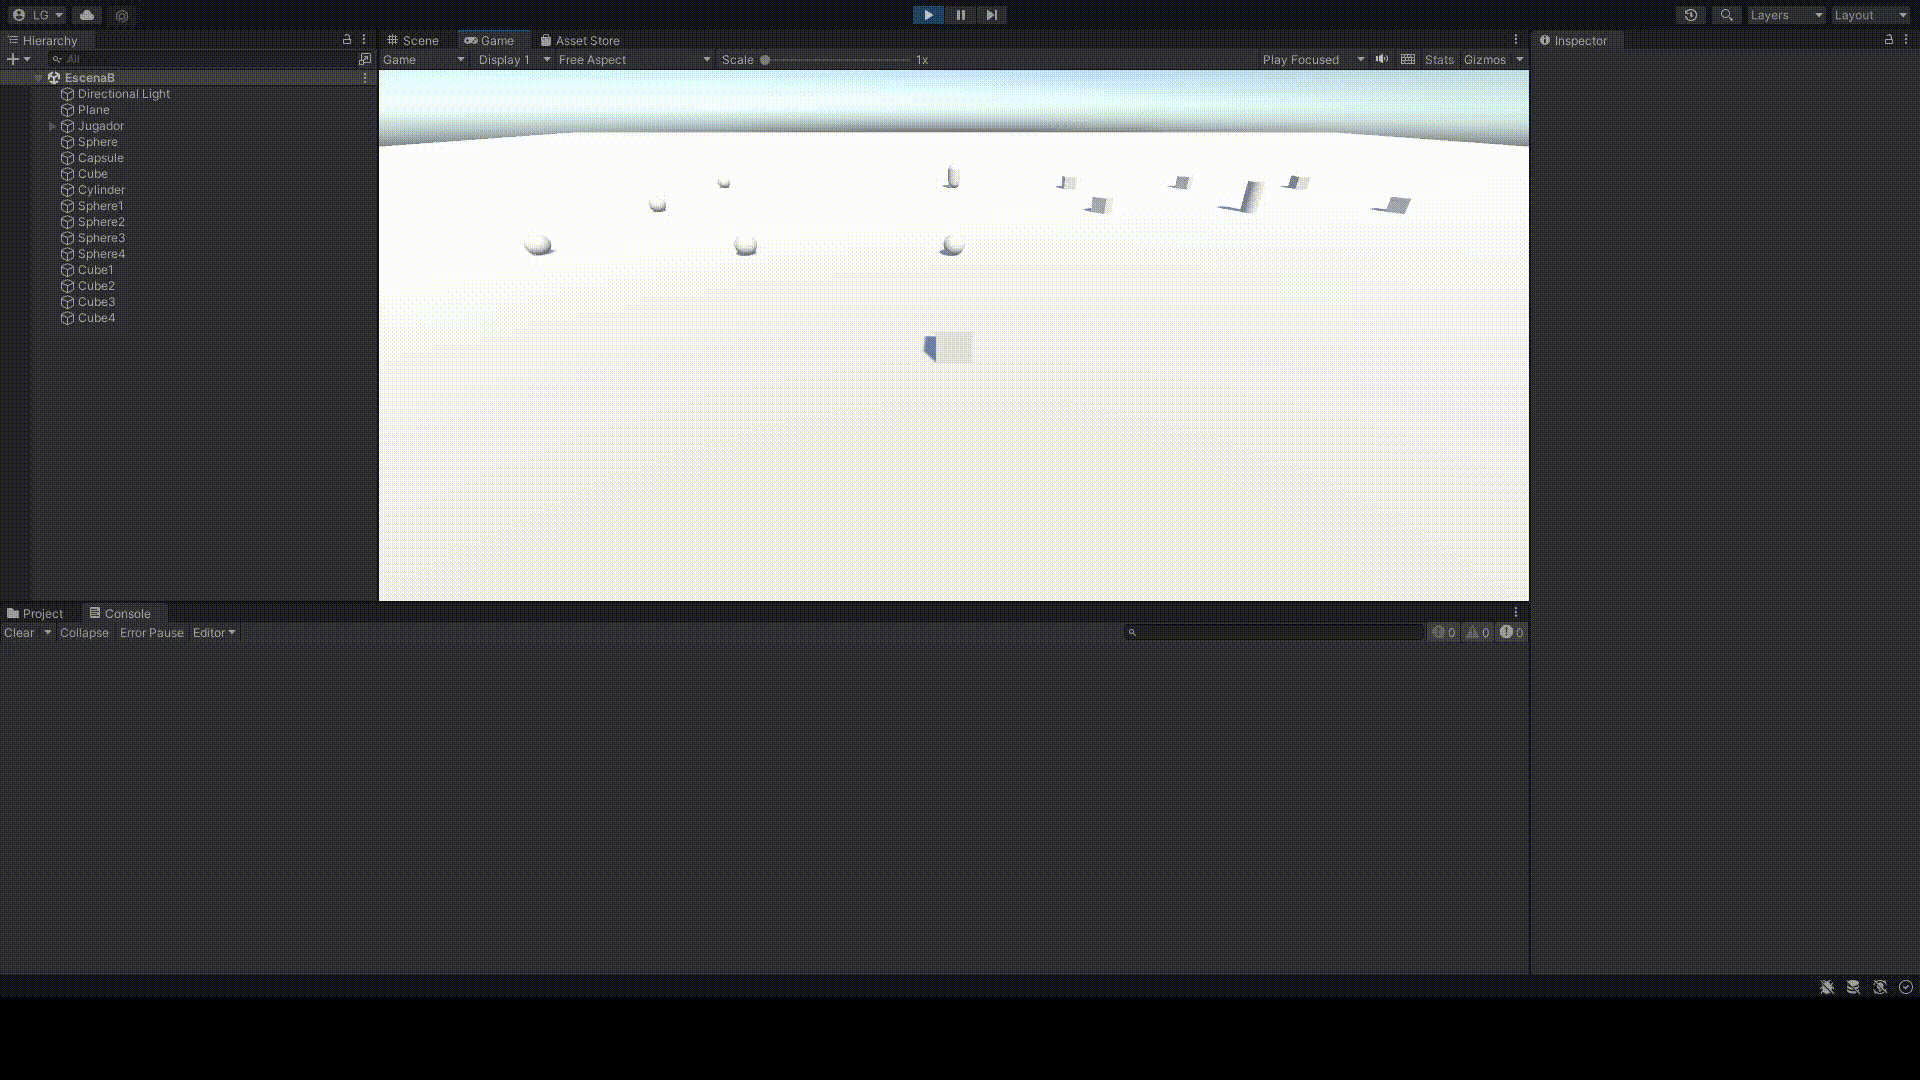 LG
Layers
Layout
Hierarchy
Scene
Game
Asset Store
Inspector
All
Game
Display 1
Free Aspect
Scale
1x
Play Focused
Stats
Gizmos
EscenaB
Directional Light
Plane
Jugador
Sphere
Capsule
Cube
Cylinder
Sphere1
Sphere2
Sphere3
Sphere4
Cube1
Cube2
Cube3
Cube4
Project
Console
Clear
Collapse
Error Pause
Editor
0
0
0